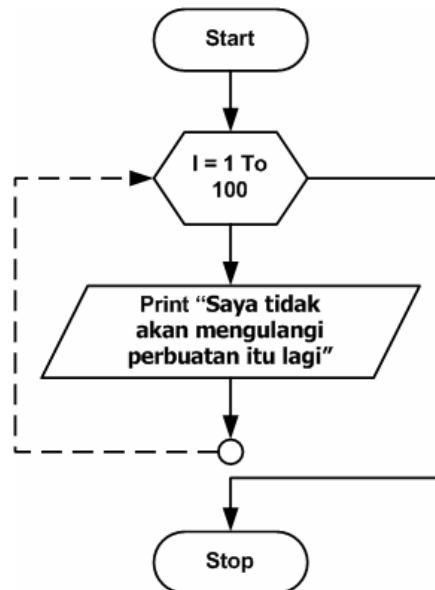 Start
I = 1 To
100
Print “Saya tidak
akan mengulangi
perbuatan itu lagi”
Stop